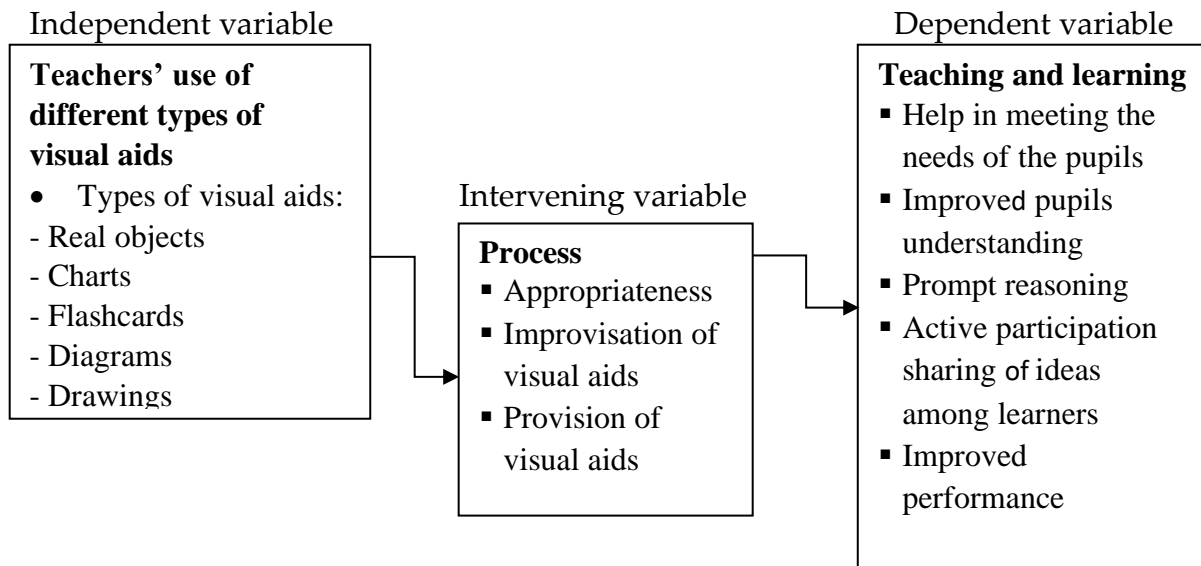 Independent variable
Teachers’ use of
different types of
visual aids
• Types of visual aids:
- Real objects
- Charts
- Flashcards
- Diagrams
- Drawings
Intervening variable
Process
▪ Appropriateness
▪ Improvisation of
visual aids
▪ Provision of
visual aids
Dependent variable
Teaching and learning
▪ Help in meeting the
needs of the pupils
▪ Improved pupils
understanding
▪ Prompt reasoning
▪ Active participation
sharing of ideas
among learners
▪ Improved
performance